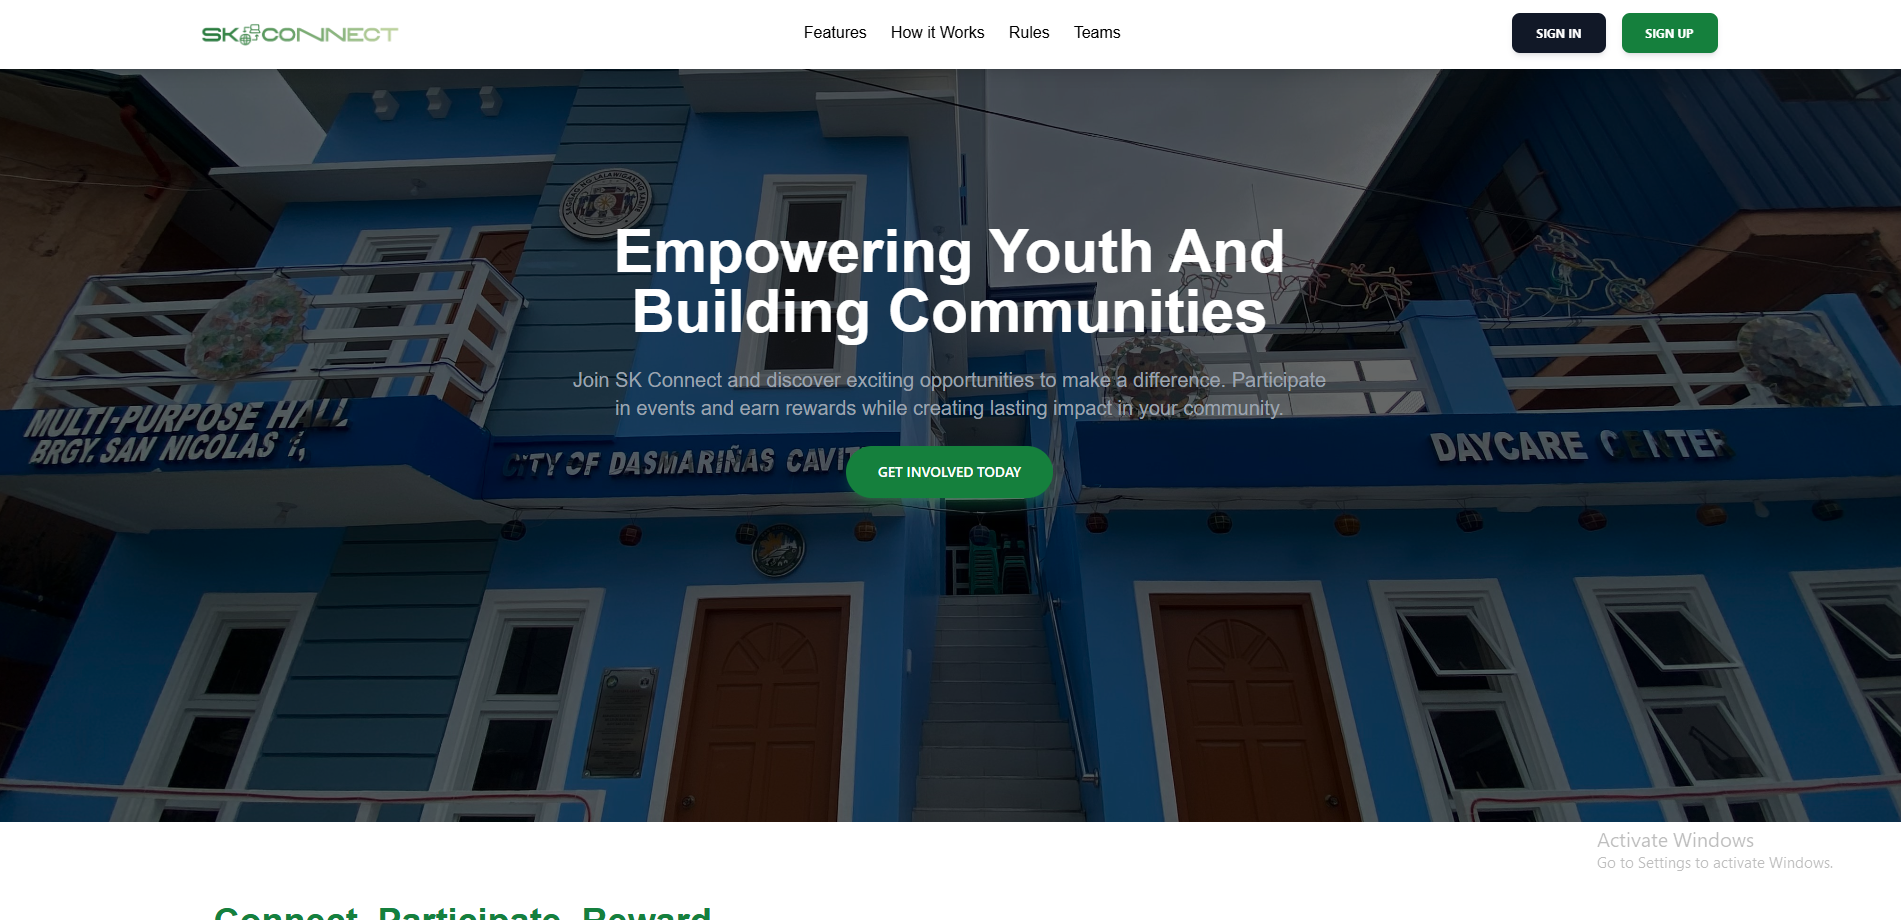 SK CONNECT
Features
How it Works
Rules
Teams
SIGN IN
SIGN UP
Empowering Youth And
Building Communities
Join SK Connect and discover exciting opportunities to make a difference. Participate
in events and earn rewards while creating lasting impact in your community.
GET INVOLVED TODAY
MULTI-PURPOSE HALL
BRGY. SAN NICOLAS
CITY OF DASMARIÑAS CAVIT
DAYCARE CENTER
Activate Windows
Go to Settings to activate Windows.
Connect, Participate, Reward